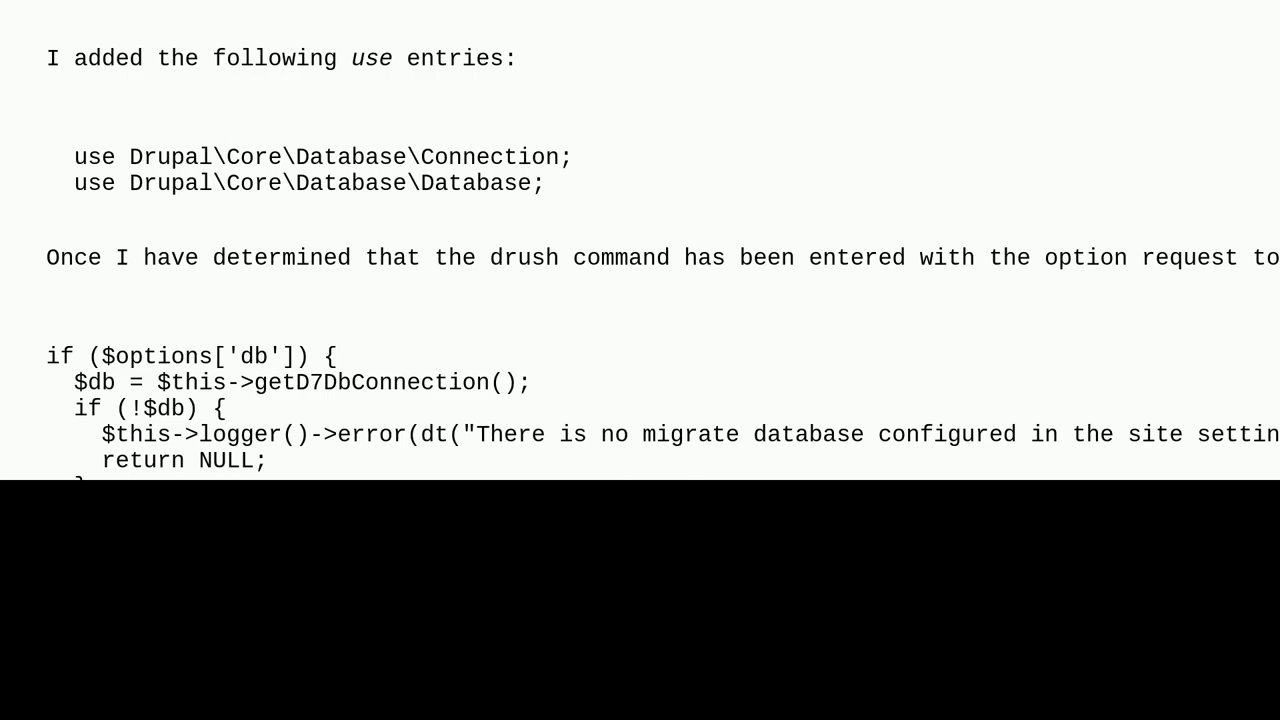 I added the following use entries:
use Drupal\Core\Database\Connection;
use Drupal\Core\Database\Database;
Once I have determined that the drush command has been entered with the option request to
if ($options['db']) {
$db = $this->getD7DbConnection();
if (!$db) {
$this->logger()->error(dt("There is no migrate database configured in the site settin
return NULL;